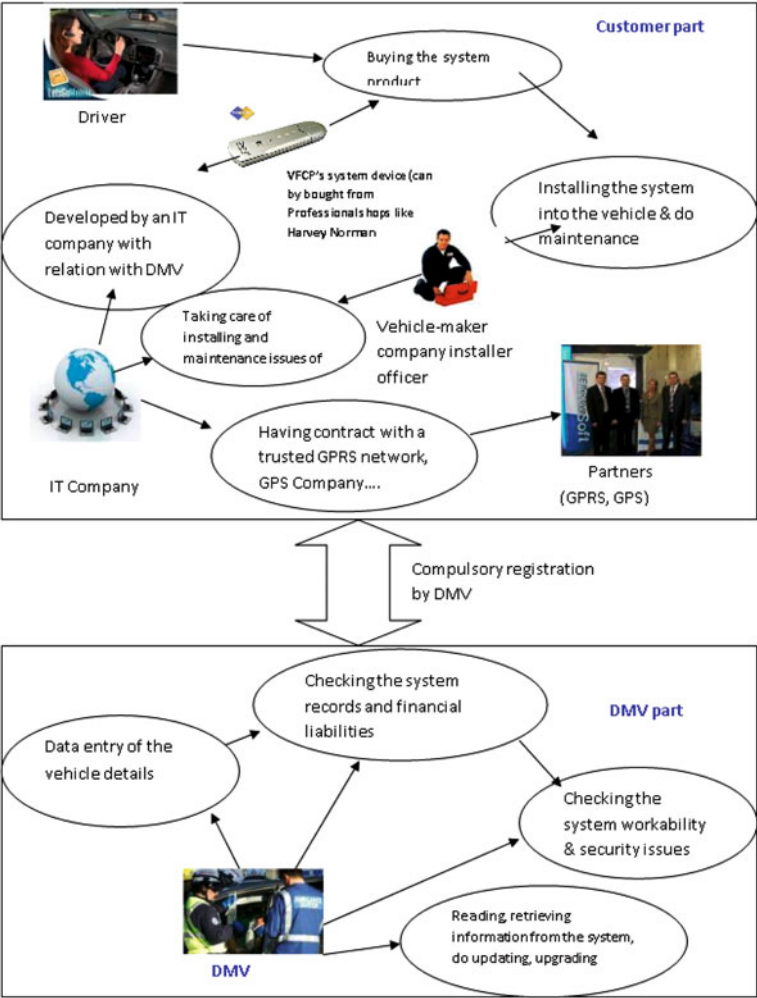 Customer part
Buying the system
product
Driver
VFCP's system device (can
by bought from
Professional shops like
Harvey Norman
Installing the system
into the vehicle & do
maintenance
Developed by an IT
company with
relation with DMV
Taking care of
installing and
maintenance issues of
Vehicle-maker
company installer
officer
Having contract with a
trusted GPRS network,
GPS Company....
IT Company
Partners
(GPRS, GPS)
Compulsory registration
by DMV
Checking the system
records and financial
liabilities
DMV part
Data entry of the
vehicle details
Checking the
system workability
& security issues
Reading, retrieving
information from the system,
do updating, upgrading
DMV